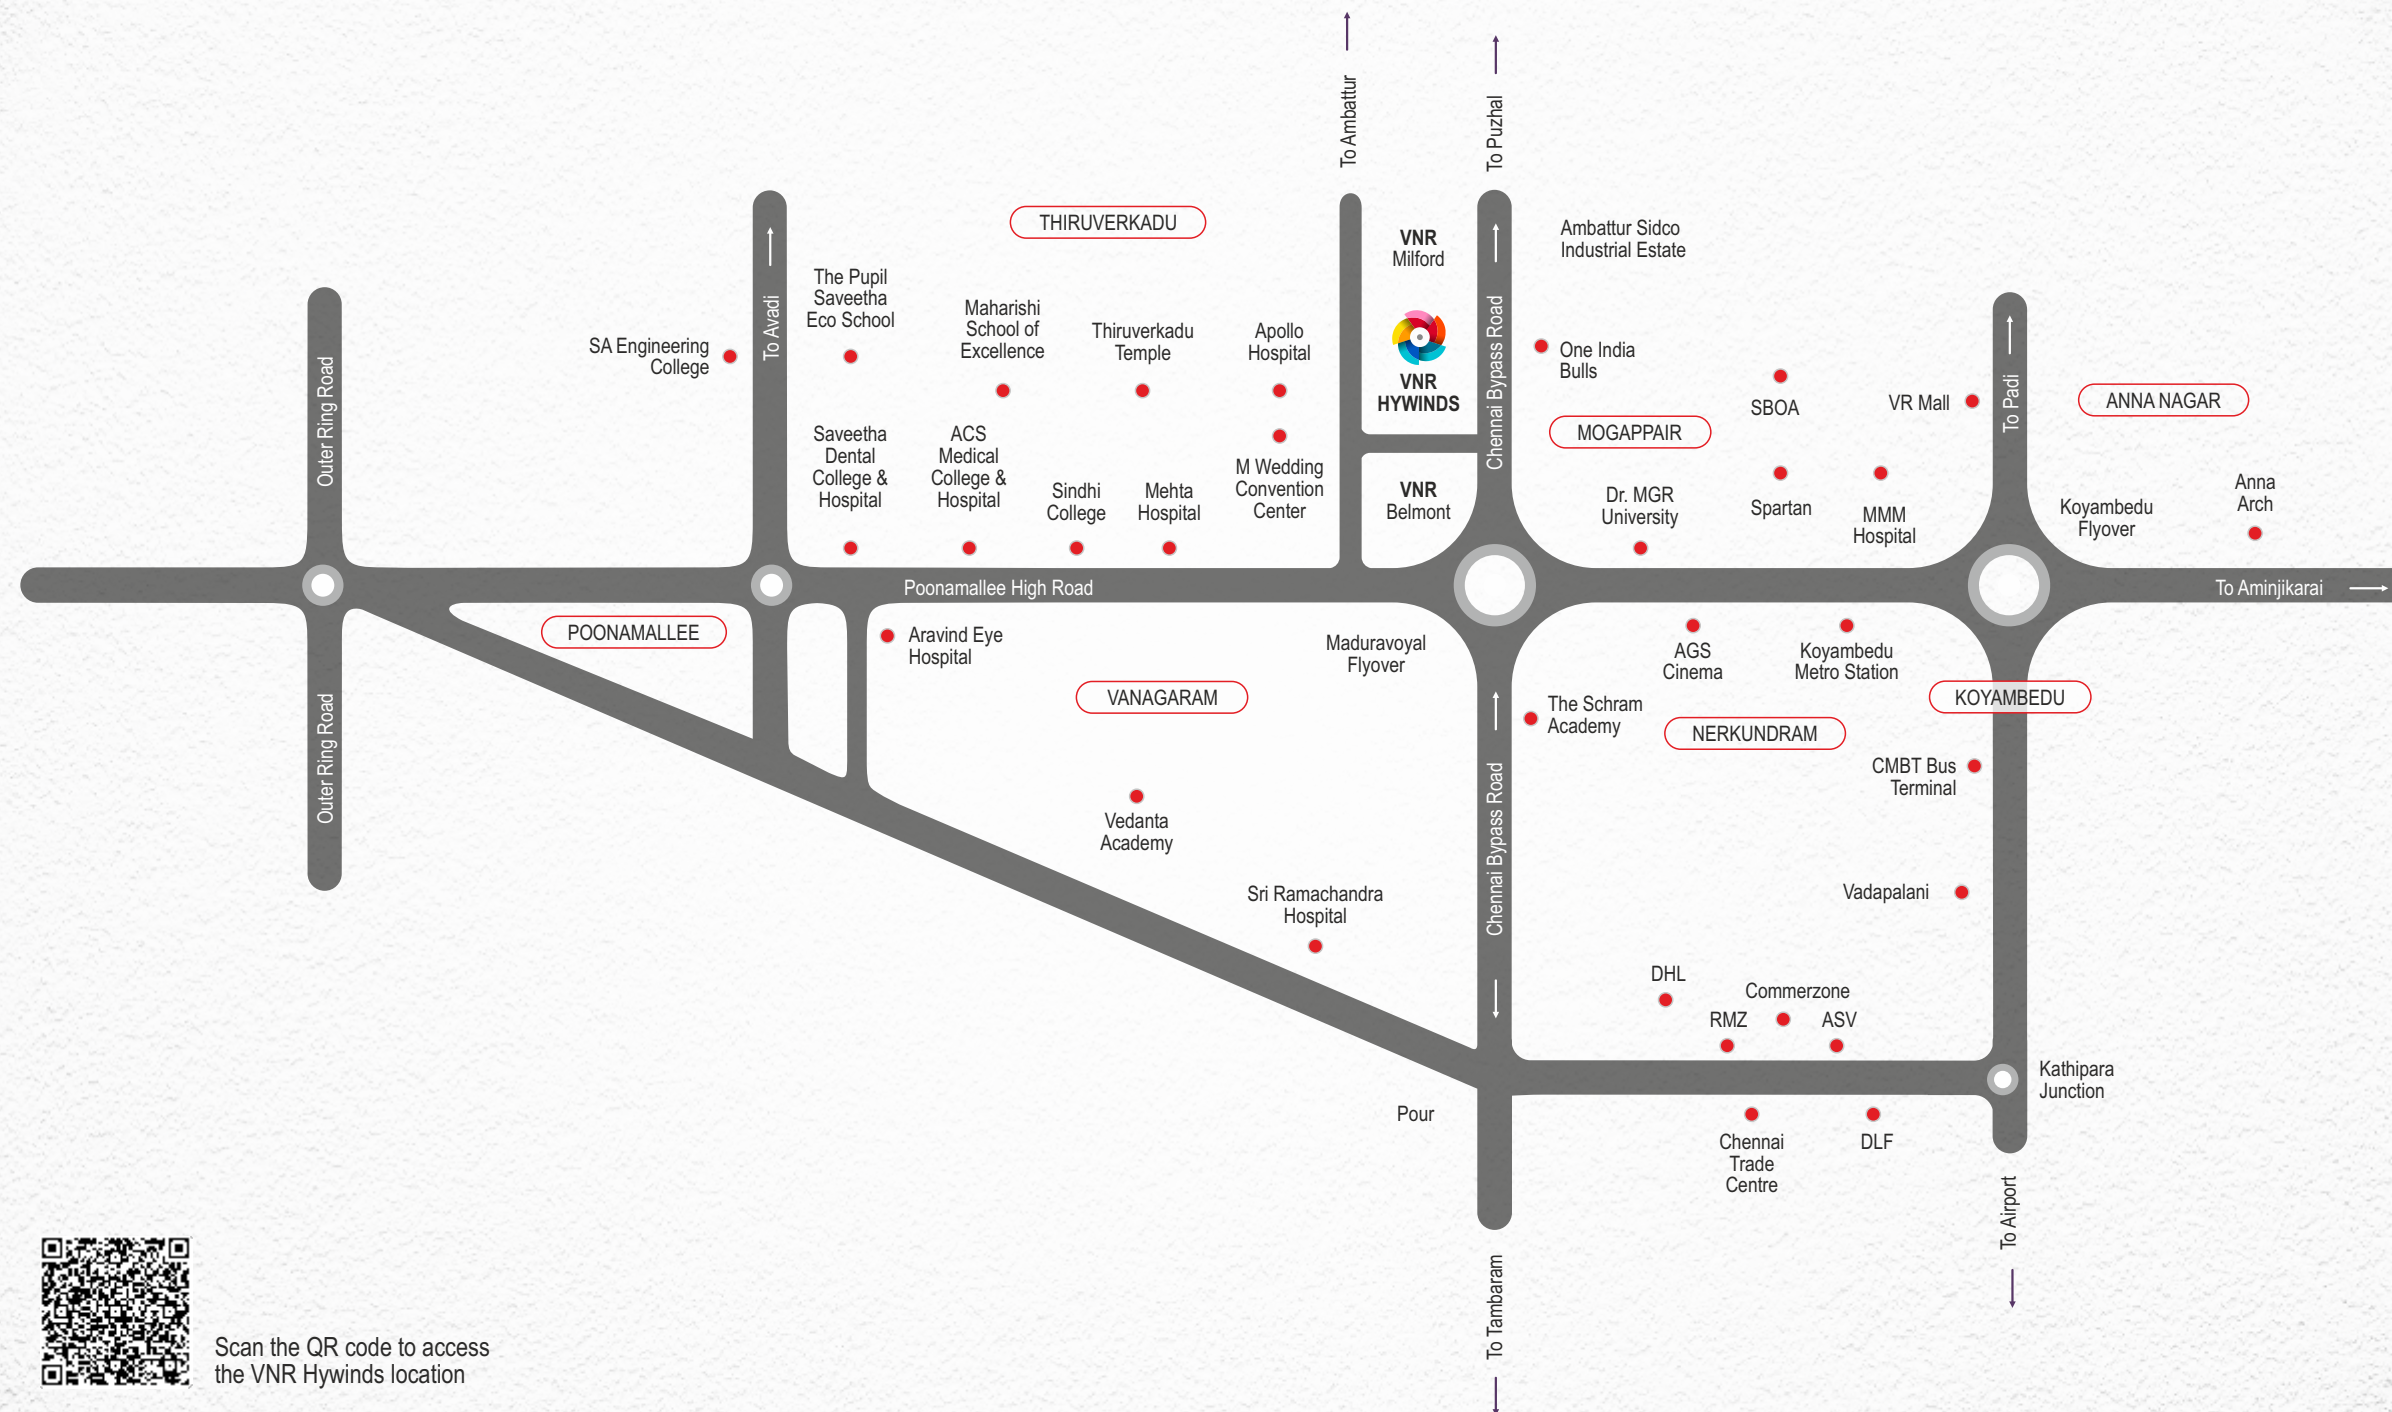 To Ambattur
To Puzhal
THIRUVERKADU
VNR
Milford
Ambattur Sidco
Industrial Estate
The Pupil
Saveetha
Eco School
Maharishi
School of
Excellence
Thiruverkadu
Temple
Apollo
Hospital
SA Engineering
College
To Avadi
Outer Ring Road
VNR
HYWINDS
Chennai Bypass Road
One India
Bulls
SBOA
VR Mall
To Padi
ANNA NAGAR
MOGAPPAIR
Saveetha
Dental
College &
Hospital
ACS
Medical
College &
Hospital
Sindhi
College
Mehta
Hospital
M Wedding
Convention
Center
VNR
Belmont
Dr. MGR
University
Spartan
MMM
Hospital
Koyambedu
Flyover
Anna
Arch
Poonamallee High Road
To Aminjikarai
POONAMALLEE
Aravind Eye
Hospital
Maduravoyal
Flyover
AGS
Cinema
Koyambedu
Metro Station
VANAGARAM
KOYAMBEDU
The Schram
Academy
NERKUNDRAM
Outer Ring Road
CMBT Bus
Terminal
Vedanta
Academy
Chennai Bypass Road
Sri Ramachandra
Hospital
Vadapalani
DHL
Commerzone
RMZ
ASV
Kathipara
Junction
Pour
Chennai
Trade
Centre
DLF
To Airport
To Tambaram
Scan the QR code to access
the VNR Hywinds location